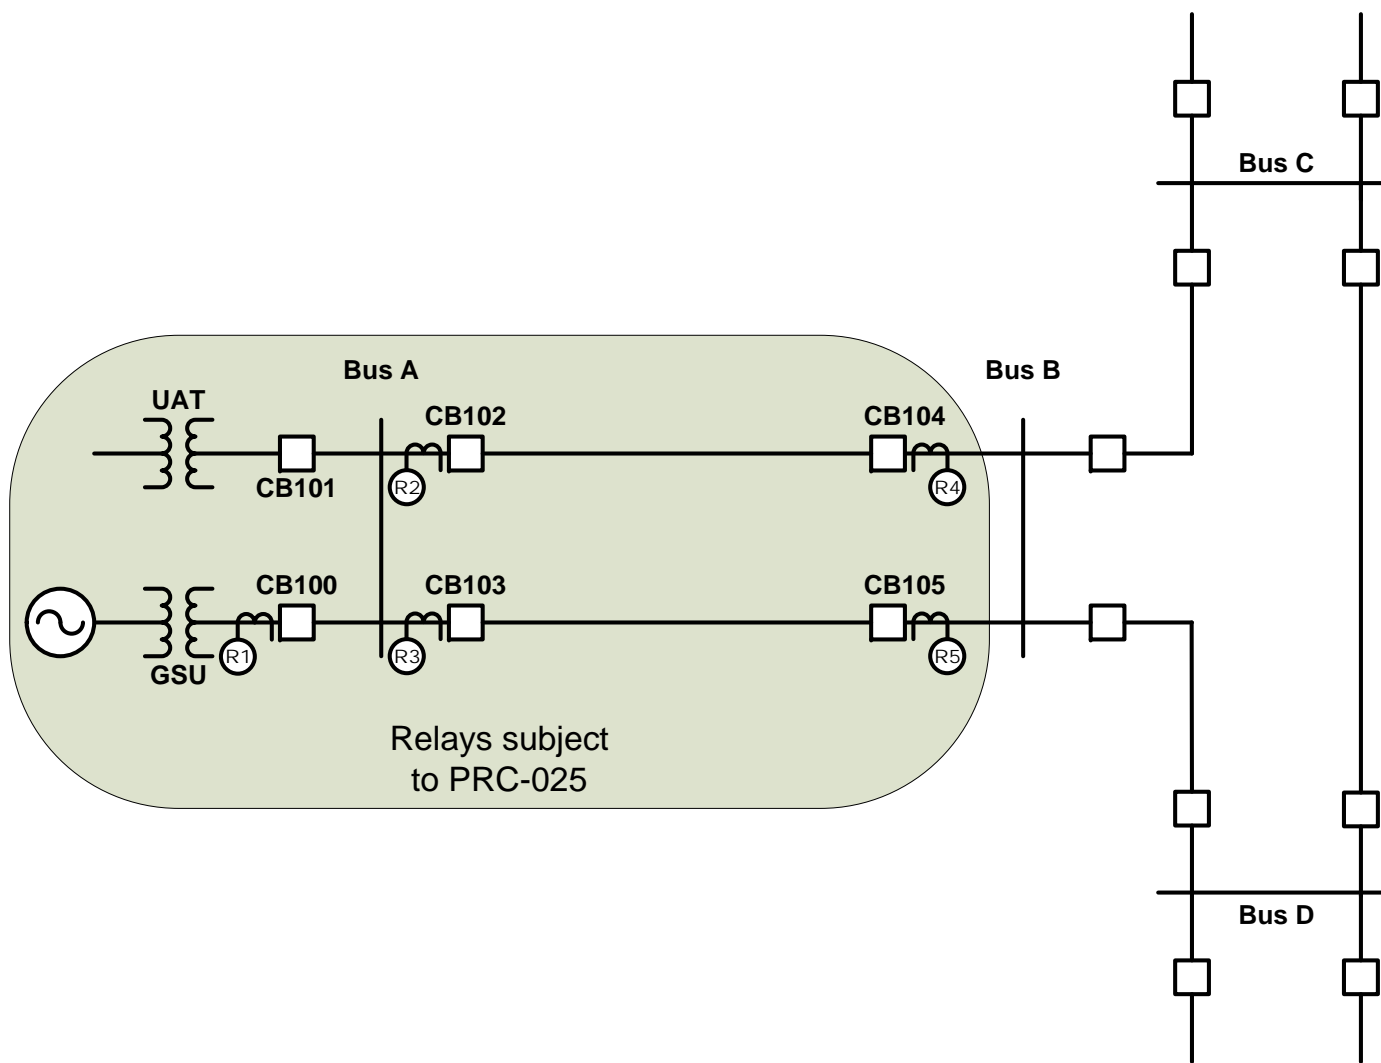 Bus C
Bus A
Bus B
UAT
CB102
CB104
CB101
R2
R4
CB100
CB103
CB105
R1
R3
R5
GSU
Relays subject
to PRC-025
Bus D